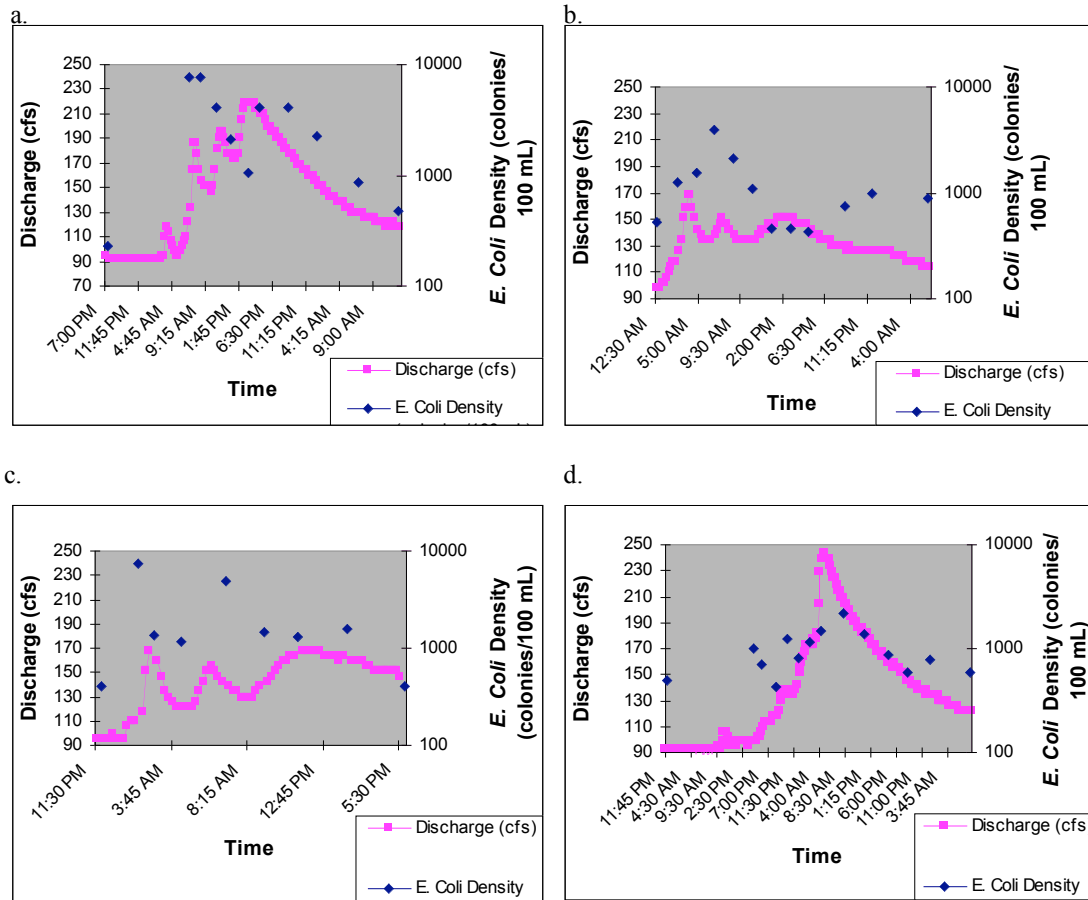 a.
250
230
210
190
170
150
130
110
90
70
Discharge (cfs)
10000
1000
100
E. Coli Density (colonies/
100 mL)
7:00 PM
11:45 PM
4:45 AM
9:15 AM
1:45 PM
6:30 PM
11:15 PM
4:15 AM
9:00 AM
Time
Discharge (cfs)
E. Coli Density
b.
250
230
210
190
170
150
130
110
90
Discharge (cfs)
10000
1000
100
E. Coli Density (colonies/
100 mL)
12:30 AM
5:00 AM
9:30 AM
2:00 PM
6:30 PM
11:15 PM
4:00 AM
Time
Discharge (cfs)
E. Coli Density
c.
250
230
210
190
170
150
130
110
90
Discharge (cfs)
10000
1000
100
E. Coli Density
(colonies/100 mL)
11:30 PM
3:45 AM
8:15 AM
12:45 PM
5:30 PM
Time
Discharge (cfs)
E. Coli Density
d.
250
230
210
190
170
150
130
110
90
Discharge (cfs)
10000
1000
100
E. Coli Density (colonies/
100 mL)
11:45 PM
4:30 AM
9:30 AM
2:30 PM
7:00 PM
11:30 PM
4:00 AM
8:30 AM
1:15 PM
6:00 PM
11:00 PM
3:45 AM
Time
Discharge (cfs
E. Coli Density